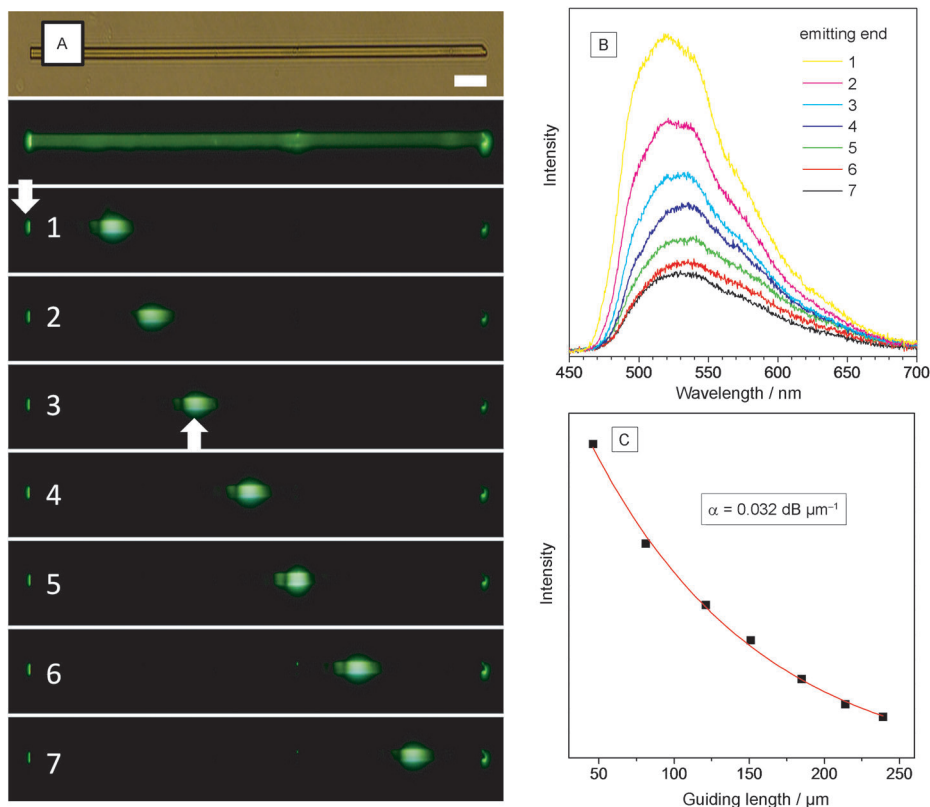 A
1
2
3
4
5
6
7
B
emitting end
1
2
3
4
5
6
7
Intensity
450 500 550 600 650 700
Wavelength / nm
C
α = 0.032 dB µm⁻¹
Intensity
50 100 150 200 250
Guiding length / µm